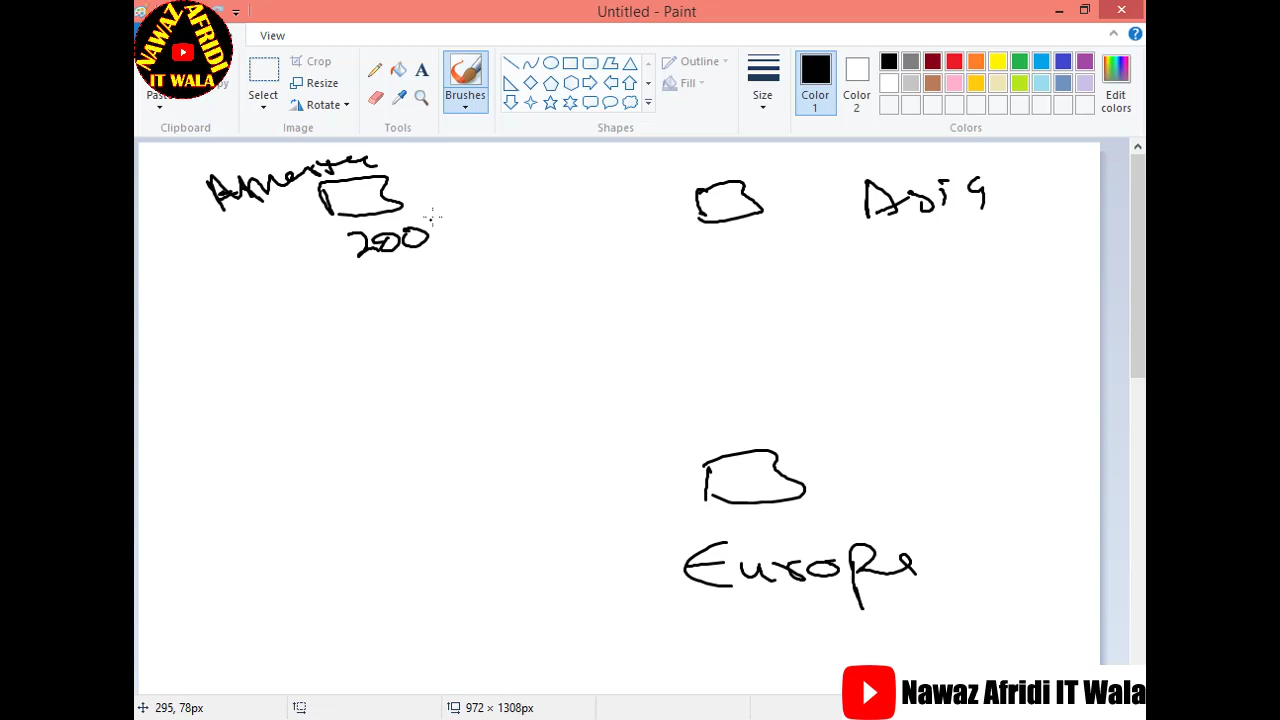 Untitled - Paint
NAWAZ AFRIDI
IT WALA
View
Paste
Clipboard
Select
Crop
Resize
Rotate
Image
A
Tools
Brushes
Shapes
Outline
Fill
Size
Color
1
Color
2
Colors
Edit
colors
200
Asia
Europe
295, 78px
972 × 1308px
Nawaz Afridi IT Wala